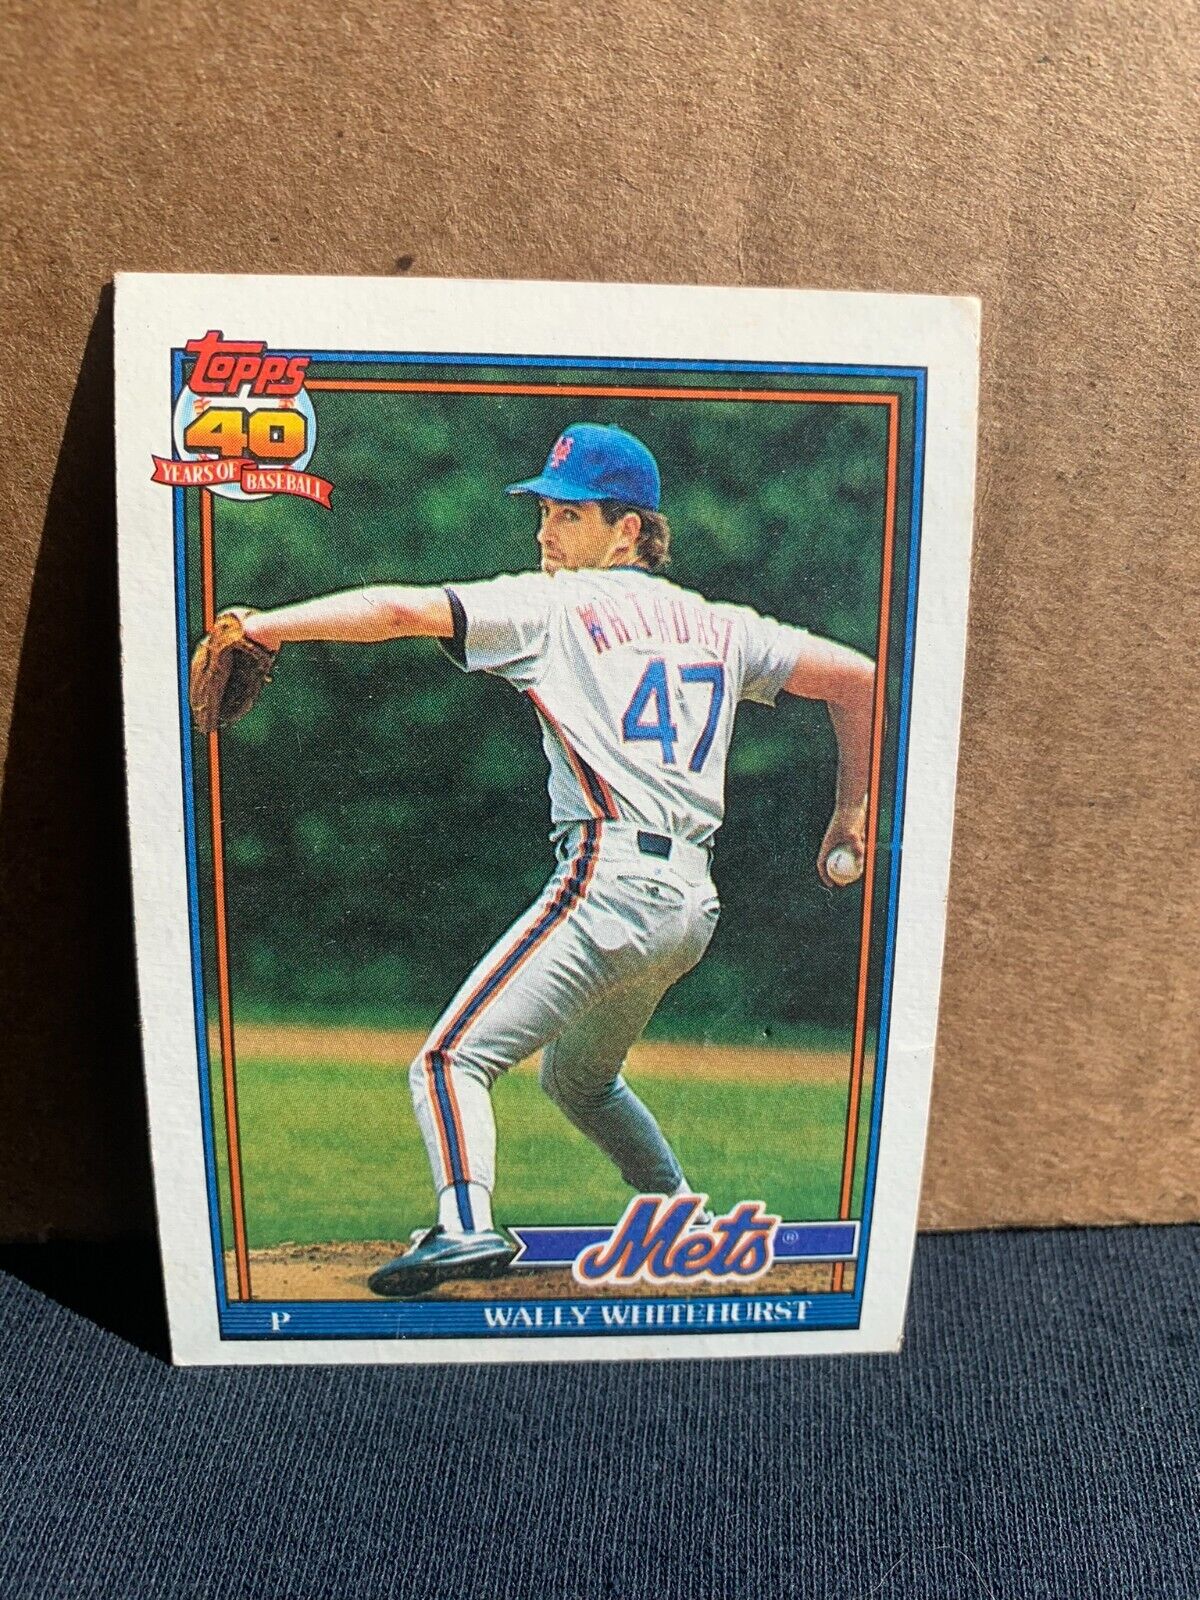 Topps
40
YEARS OF BASEBALL
WHITEHURST
47
Mets®
P WALLY WHITEHURST